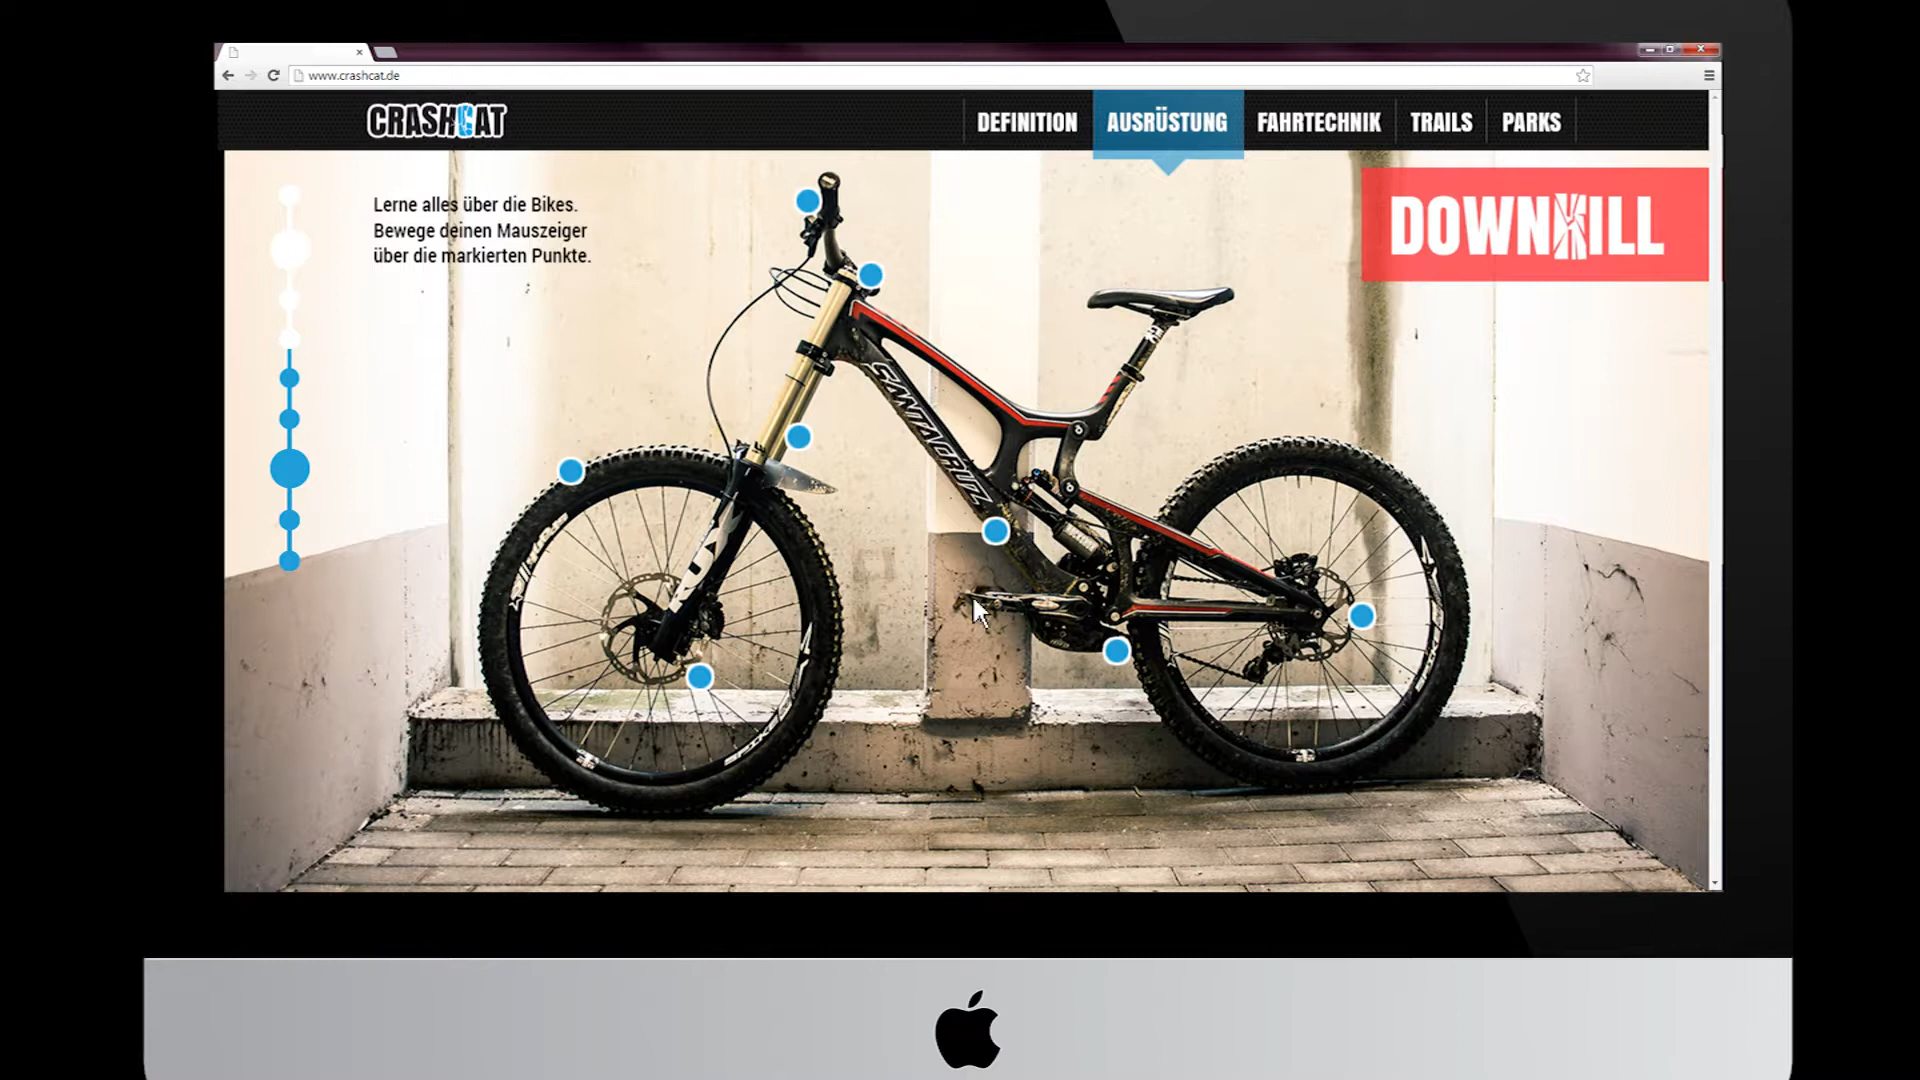 www.crashcat.de
CRASHCAT
DEFINITION
AUSRÜSTUNG
FAHRTECHNIK
TRAILS
PARKS
Lerne alles über die Bikes.
Bewege deinen Mauszeiger
über die markierten Punkte.
DOWNHILL
SANTACRUZ